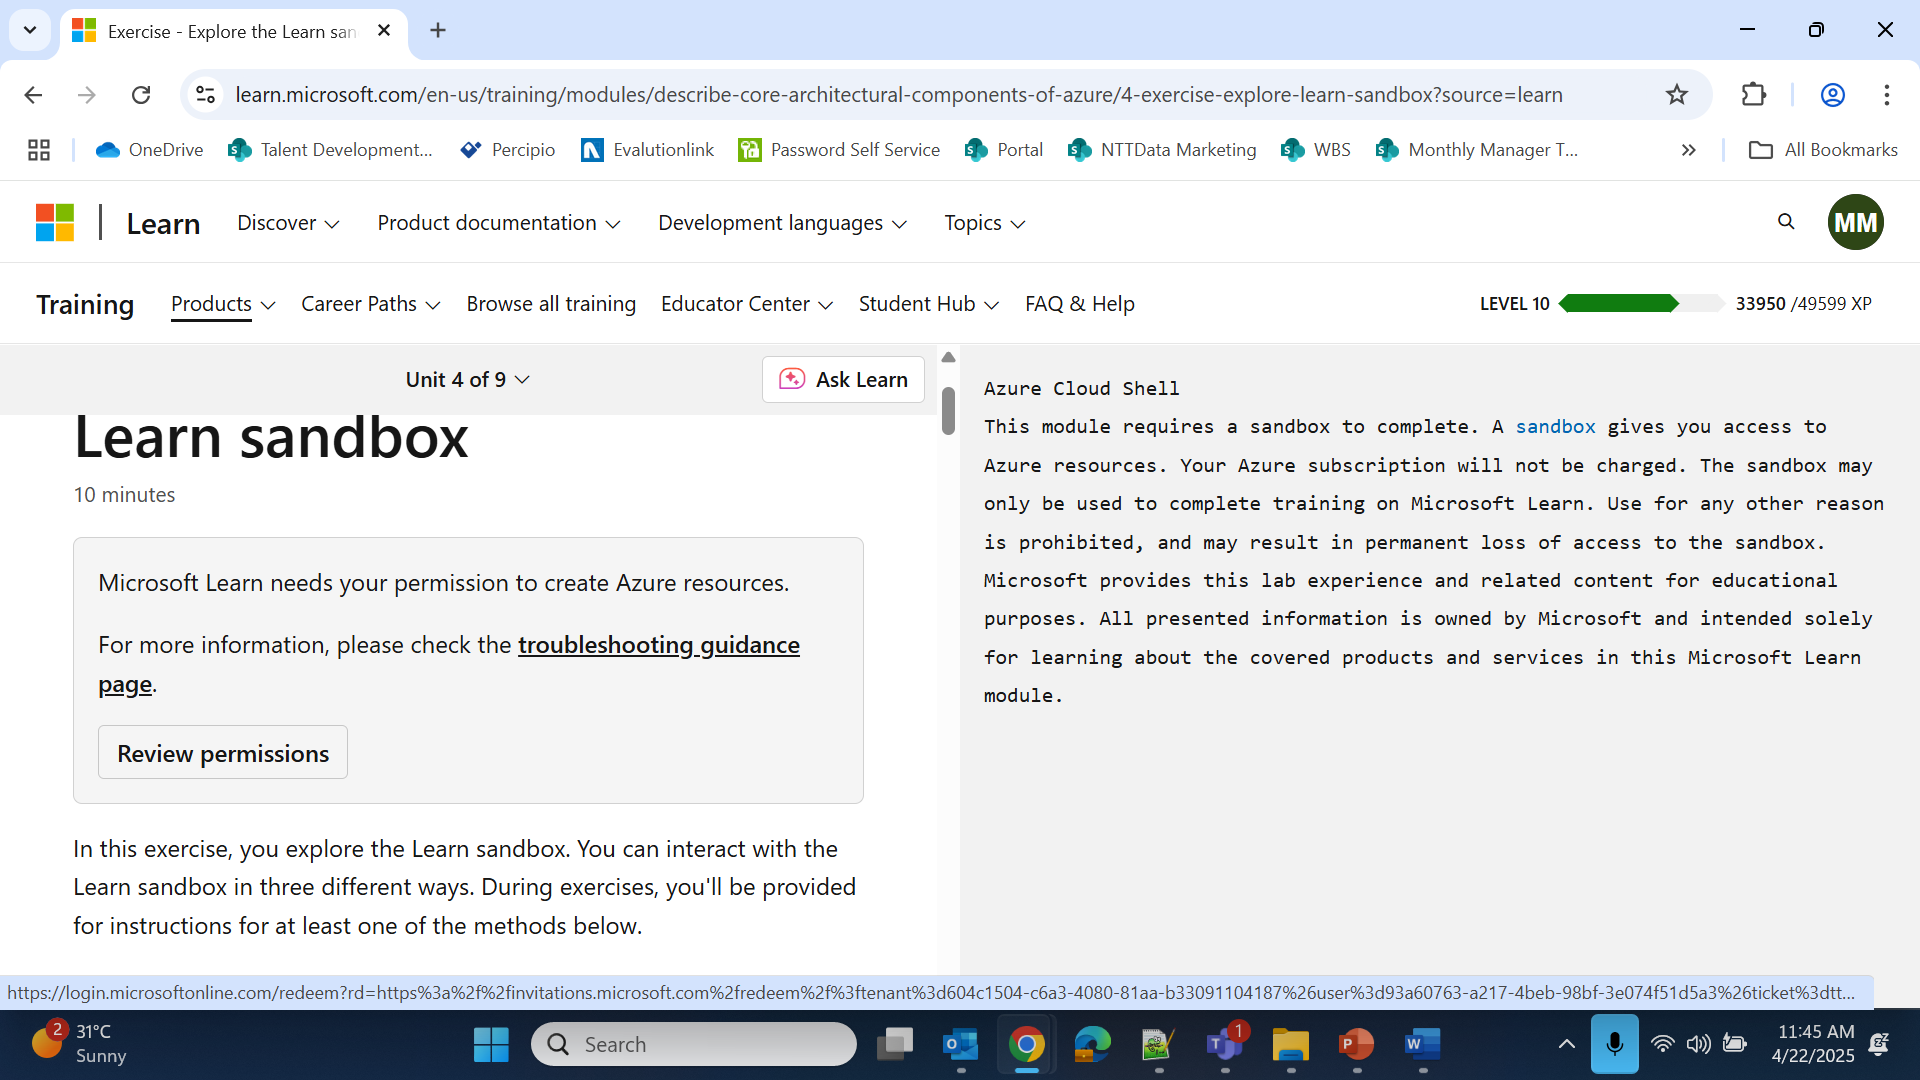 Exercise - Explore the Learn san
learn.microsoft.com/en-us/training/modules/describe-core-architectural-components-of-azure/4-exercise-explore-learn-sandbox?source=learn
OneDrive
Talent Development...
Percipio
Evalutionlink
Password Self Service
Portal
NTTData Marketing
WBS
Monthly Manager T...
All Bookmarks
Learn
Discover
Product documentation
Development languages
Topics
MM
Training
Products
Career Paths
Browse all training
Educator Center
Student Hub
FAQ & Help
LEVEL 10
33950 /49599 XP
Unit 4 of 9
Ask Learn
Learn sandbox
10 minutes
Microsoft Learn needs your permission to create Azure resources.
For more information, please check the troubleshooting guidance
page.
Review permissions
In this exercise, you explore the Learn sandbox. You can interact with the
Learn sandbox in three different ways. During exercises, you'll be provided
for instructions for at least one of the methods below.
Azure Cloud Shell
This module requires a sandbox to complete. A sandbox gives you access to
Azure resources. Your Azure subscription will not be charged. The sandbox may
only be used to complete training on Microsoft Learn. Use for any other reason
is prohibited, and may result in permanent loss of access to the sandbox.
Microsoft provides this lab experience and related content for educational
purposes. All presented information is owned by Microsoft and intended solely
for learning about the covered products and services in this Microsoft Learn
module.
https://login.microsoftonline.com/redeem?rd=https%3a%2f%2finvitations.microsoft.com%2fredeem%2f%3ftenant%3d604c1504-c6a3-4080-81aa-b33091104187%26user%3d93a60763-a217-4beb-98bf-3e074f51d5a3%26ticket%3dtt...
2
31°C
Sunny
Search
1
11:45 AM
4/22/2025